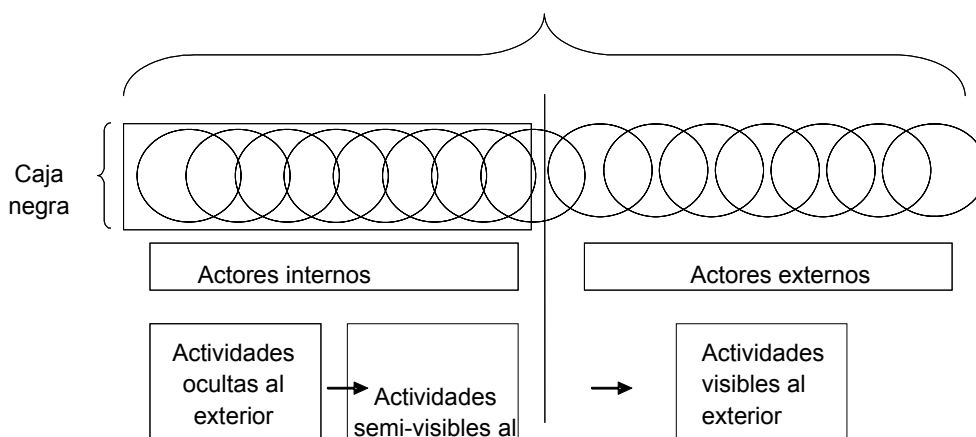 Caja
negra
Actores internos
Actores externos
Actividades
ocultas al
exterior
Actividades
semi-visibles al
Actividades
visibles al
exterior